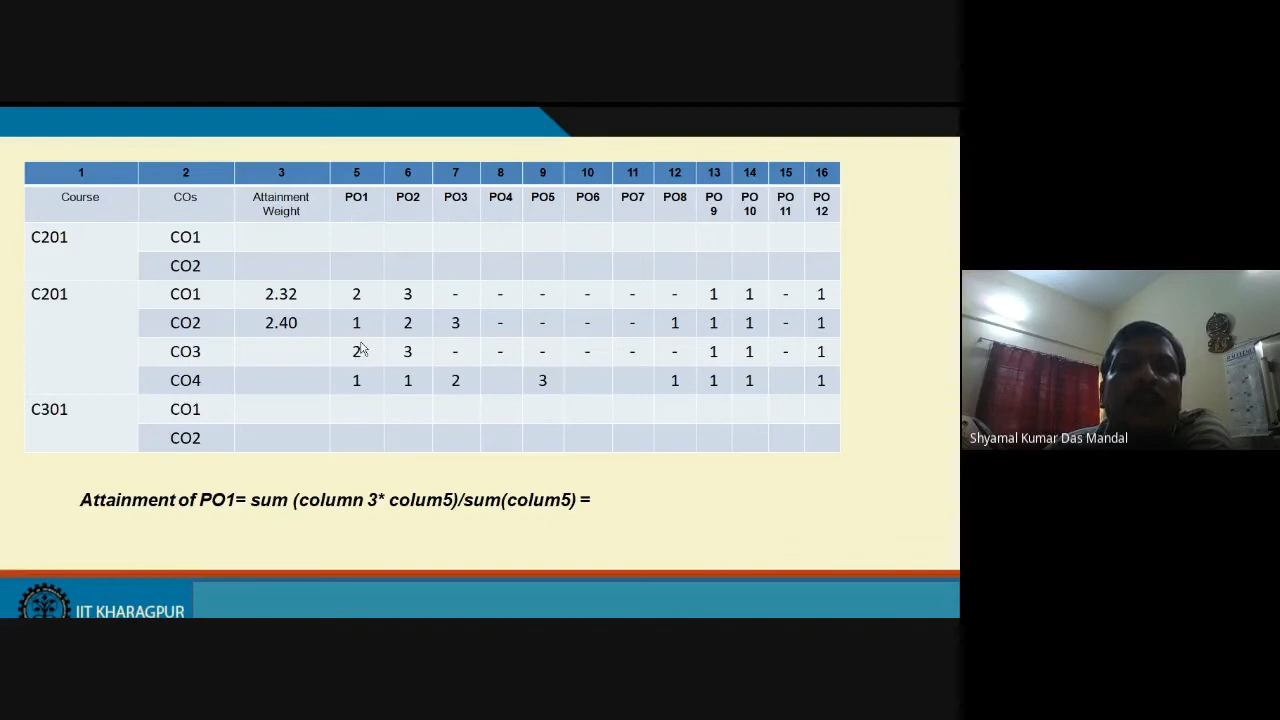 1 2 3 5 6 7 8 9 10 11 12 13 14 15 16
Course COs Attainment Weight PO1 PO2 PO3 PO4 PO5 PO6 PO7 PO8 PO 9 PO 10 PO 11 PO 12
C201 CO1
CO2
C201 CO1 2.32 2 3 - - - - - - 1 1 - 1
CO2 2.40 1 2 3 - - - - 1 1 1 - 1
CO3 2 3 - - - - - - 1 1 - 1
CO4 1 1 2 3 1 1 1 1
C301 CO1
CO2
Attainment of PO1= sum (column 3* colum5)/sum(colum5) =
IIT KHARAGPUR
Shyamal Kumar Das Mandal